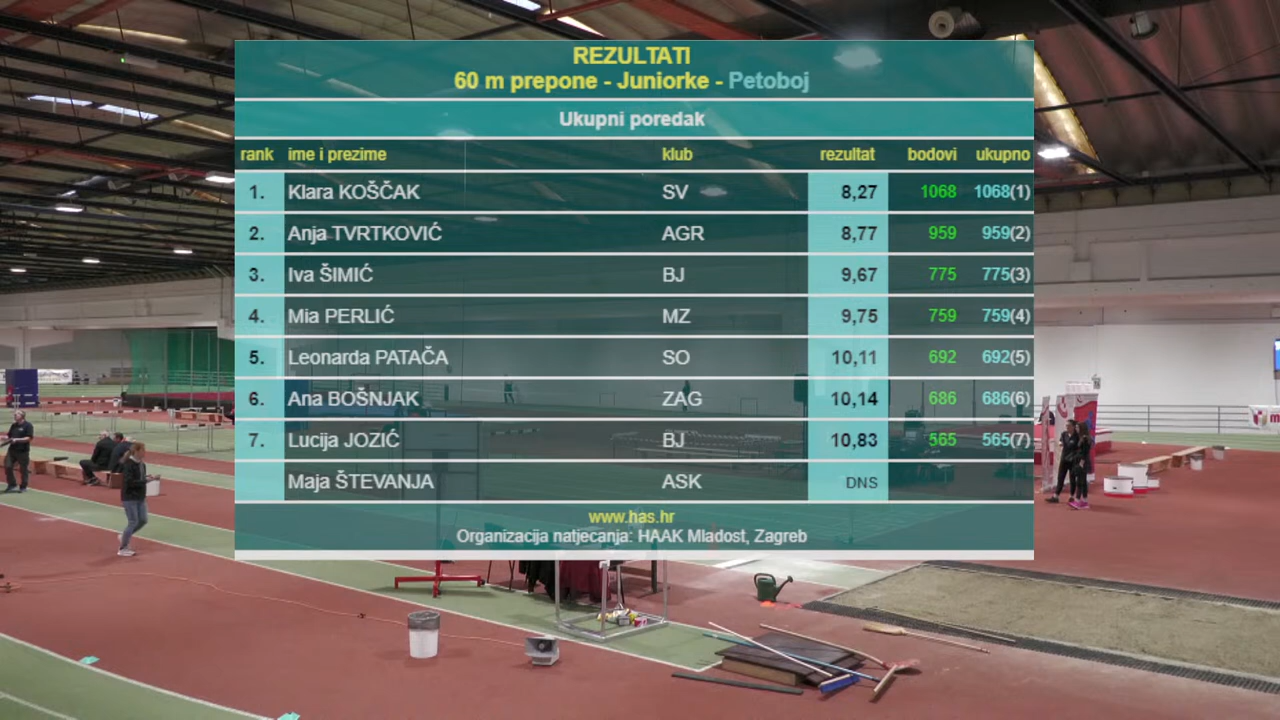 REZULTATI
60 m prepone - Juniorke - Petoboj
Ukupni poredak
rank ime i prezime klub rezultat bodovi ukupno
1. Klara KOŠČAK SV 8,27 1068 1068(1)
2. Anja TVRTKOVIĆ AGR 8,77 959 959(2)
3. Iva ŠIMIĆ BJ 9,67 775 775(3)
4. Mia PERLIĆ MZ 9,75 759 759(4)
5. Leonarda PATAČA SO 10,11 692 692(5)
6. Ana BOŠNJAK ZAG 10,14 686 686(6)
7. Lucija JOZIĆ BJ 10,83 565 565(7)
Maja ŠTEVANJA ASK DNS
www.has.hr
Organizacija natjecanja: HAAK Mladost, Zagreb